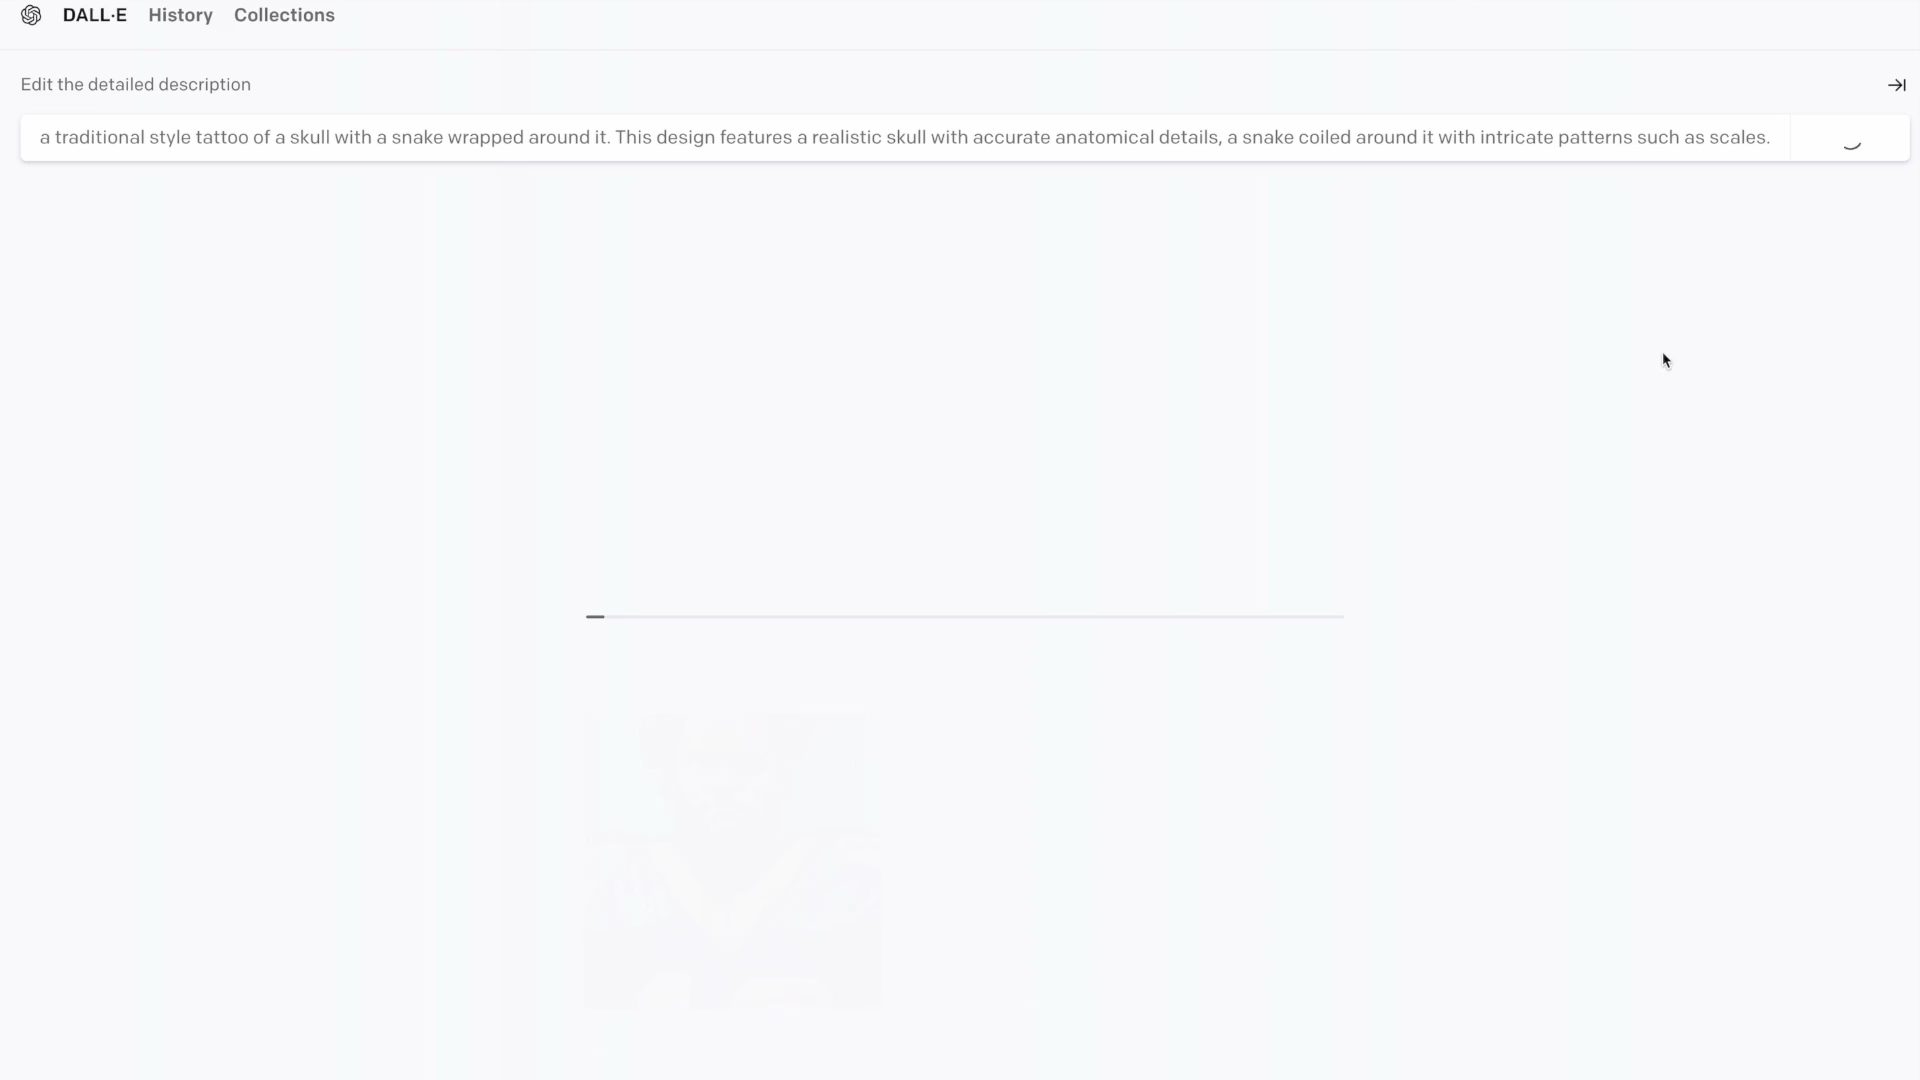 DALL·E History Collections
Edit the detailed description
a traditional style tattoo of a skull with a snake wrapped around it. This design features a realistic skull with accurate anatomical details, a snake coiled around it with intricate patterns such as scales.